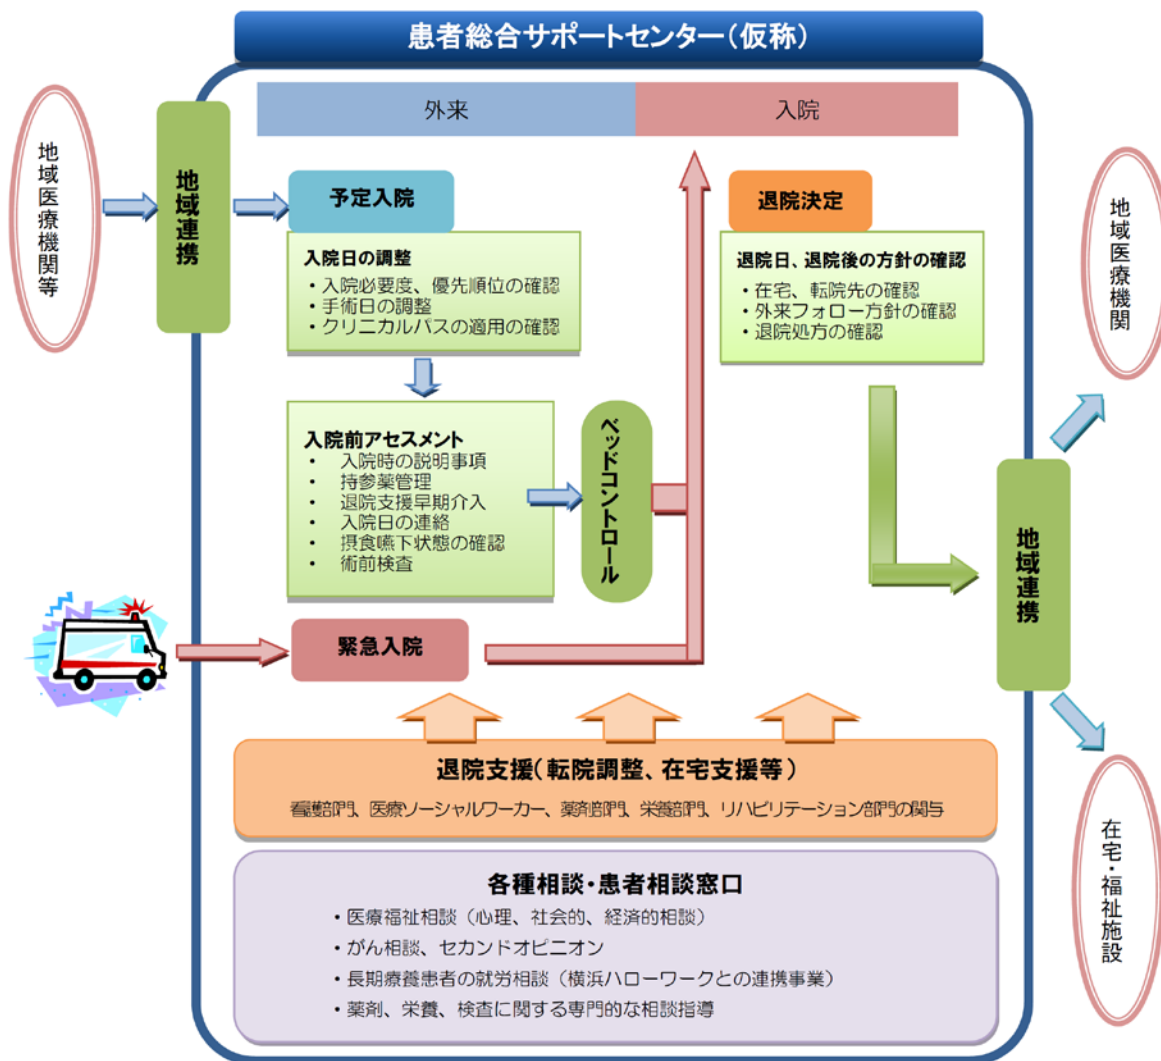 患者総合サポートセンター（仮称）
外来
入院
地域医療機関等
地域連携
予定入院
入院日の調整
・入院必要度、優先順位の確認
・手術日の調整
・クリニカルパスの適用の確認
入院前アセスメント
・ 入院時の説明事項
・ 持参薬管理
・ 退院支援早期介入
・ 入院日の連絡
・ 摂食嚥下状態の確認
・ 術前検査
ベッドコントロール
緊急入院
退院決定
退院日、退院後の方針の確認
・在宅、転院先の確認
・外来フォロー方針の確認
・退院処方の確認
地域連携
地域医療機関
在宅・福祉施設
退院支援（転院調整、在宅支援等）
看護部門、医療ソーシャルワーカー、薬剤部門、栄養部門、リハビリテーション部門の関与
各種相談・患者相談窓口
・医療福祉相談（心理、社会的、経済的相談）
・がん相談、セカンドオピニオン
・長期療養患者の就労相談（横浜ハローワークとの連携事業）
・薬剤、栄養、検査に関する専門的な相談指導